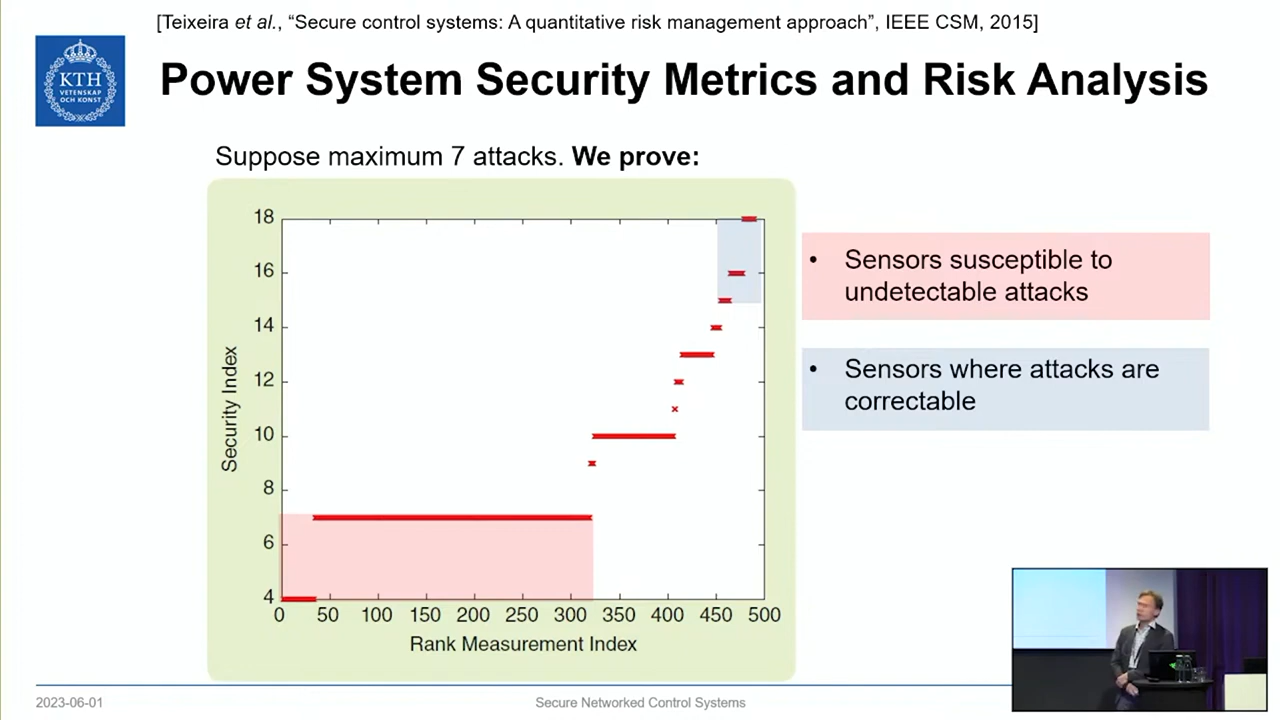 [Teixeira et al., “Secure control systems: A quantitative risk management approach”, IEEE CSM, 2015]
KTH
VETENSKAP
OCH KONST
Power System Security Metrics and Risk Analysis
Suppose maximum 7 attacks. We prove:
18
16
14
12
10
8
6
4
Security Index
0 50 100 150 200 250 300 350 400 450 500
Rank Measurement Index
• Sensors susceptible to
undetectable attacks
• Sensors where attacks are
correctable
2023-06-01
Secure Networked Control Systems